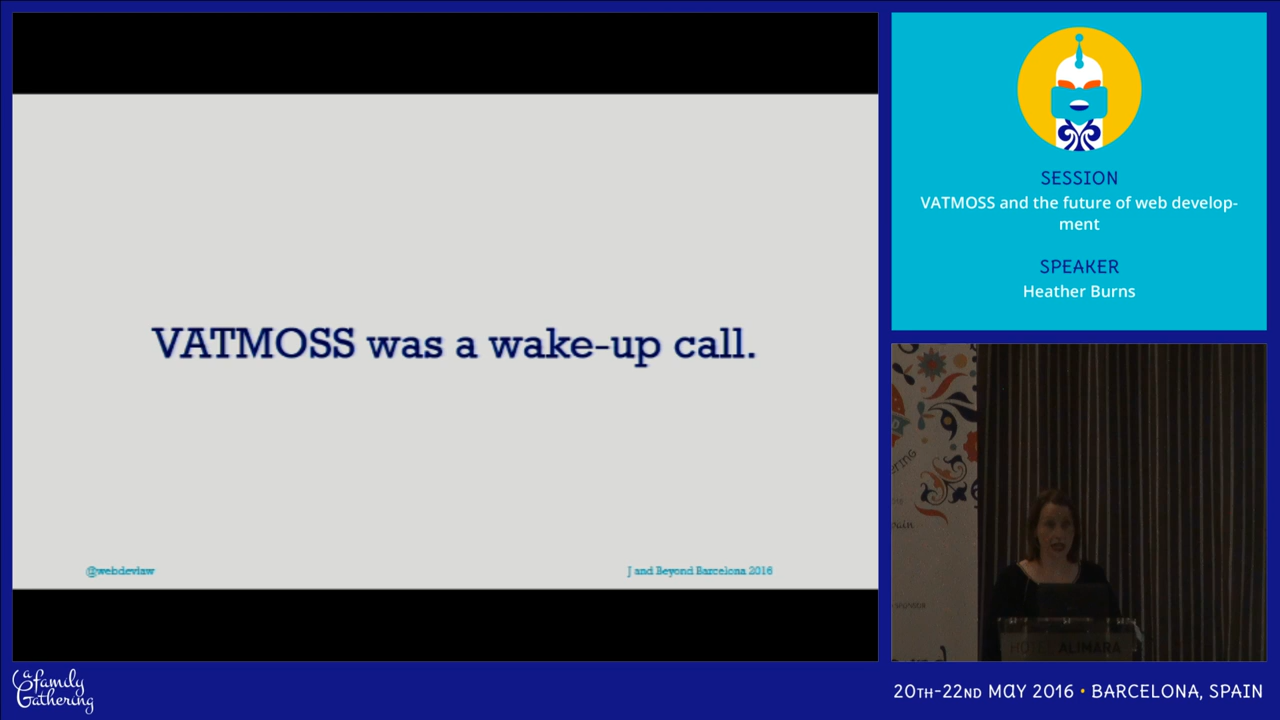 VATMOSS was a wake-up call.
@webdevlaw
J and Beyond Barcelona 2016
SESSION
VATMOSS and the future of web develop-
ment
SPEAKER
Heather Burns
ALIMARA
a family
Gathering
20TH-22ND MAY 2016 • BARCELONA, SPAIN